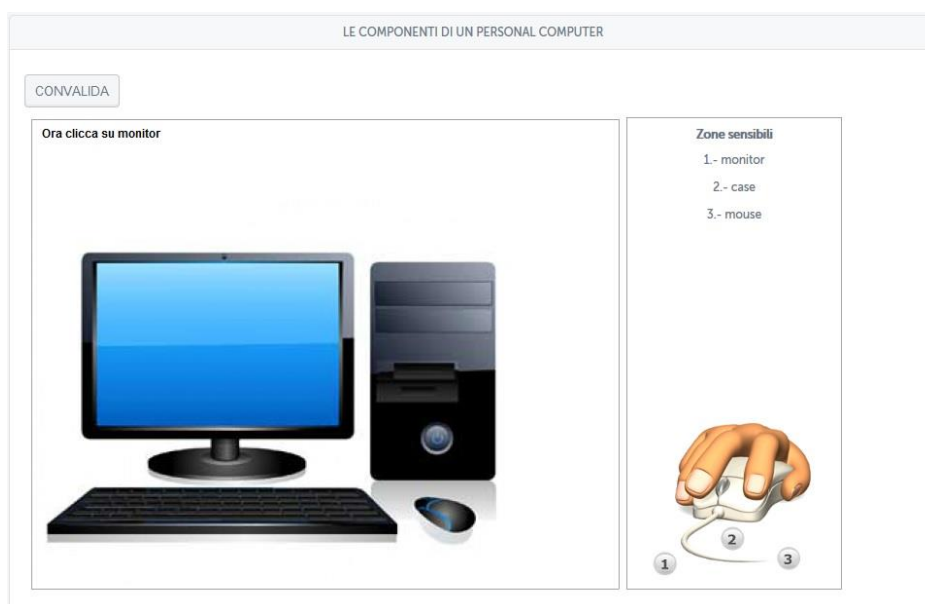 LE COMPONENTI DI UN PERSONAL COMPUTER
CONVALIDA
Ora clicca su monitor
Zone sensibili
1.- monitor
2.- case
3.- mouse
1
2
3